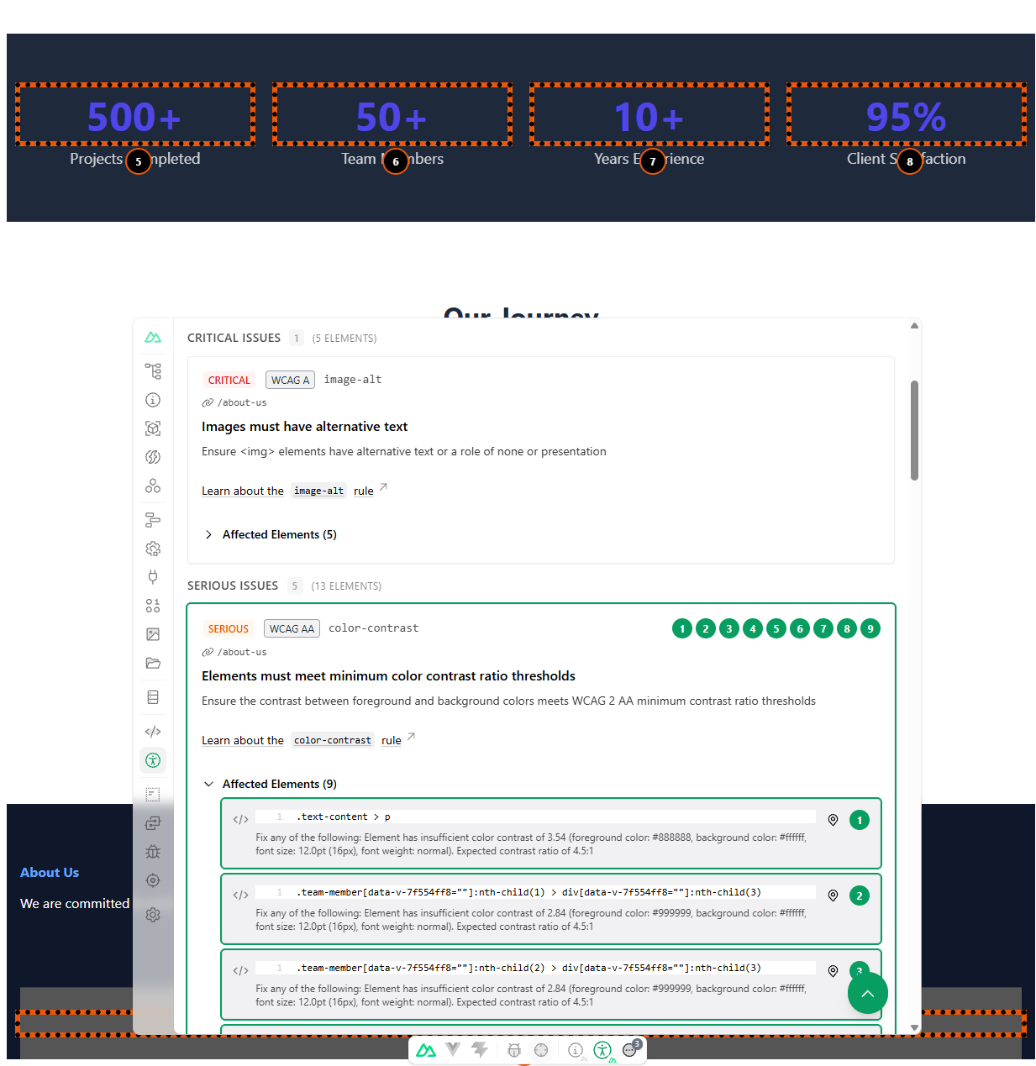 500+
50+
10+
95%
Projects
mpleted
Team
bers
Years E
rience
Client S
faction
5
6
7
8
Our Journey
CRITICAL ISSUES 1 (5 ELEMENTS)
CRITICAL WCAG A image-alt
/about-us
Images must have alternative text
Ensure <img> elements have alternative text or a role of none or presentation
Learn about the image-alt rule
Affected Elements (5)
SERIOUS ISSUES 5 (13 ELEMENTS)
SERIOUS WCAG AA color-contrast 1 2 3 4 5 6 7 8 9
/about-us
Elements must meet minimum color contrast ratio thresholds
Ensure the contrast between foreground and background colors meets WCAG 2 AA minimum contrast ratio thresholds
Learn about the color-contrast rule
Affected Elements (9)
</> 1 .text-content > p 1
Fix any of the following: Element has insufficient color contrast of 3.54 (foreground color: #888888, background color: #ffffff,
font size: 12.0pt (16px), font weight: normal). Expected contrast ratio of 4.5:1
</> 1 .team-member[data-v-7f554ff8=""]:nth-child(1) > div[data-v-7f554ff8=""]:nth-child(3) 2
Fix any of the following: Element has insufficient color contrast of 2.84 (foreground color: #999999, background color: #ffffff,
font size: 12.0pt (16px), font weight: normal). Expected contrast ratio of 4.5:1
</> 1 .team-member[data-v-7f554ff8=""]:nth-child(2) > div[data-v-7f554ff8=""]:nth-child(3) 3
Fix any of the following: Element has insufficient color contrast of 2.84 (foreground color: #999999, background color: #ffffff,
font size: 12.0pt (16px), font weight: normal). Expected contrast ratio of 4.5:1
About Us
We are committed
3